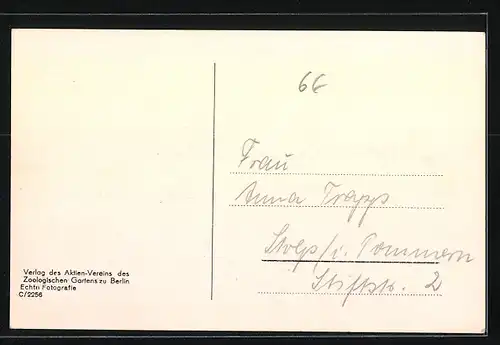 6€
Frau
Anna Trapp
Stolp/i. Pommern
Stiftstr. 2
Verlag des Aktien-Vereins des
Zoologischen Gartens zu Berlin
Echte Fotografie
C/2256